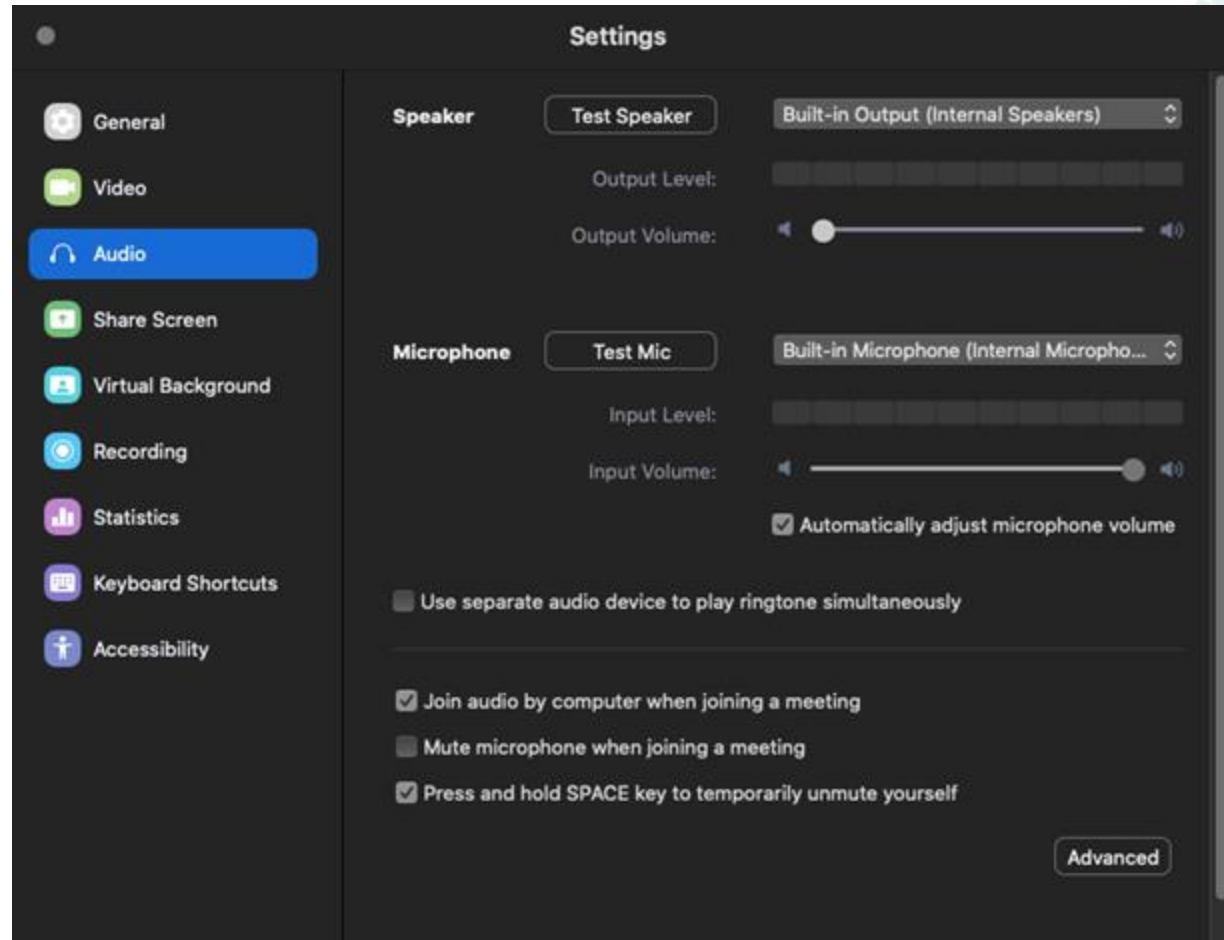 Settings
General
Video
Audio
Share Screen
Virtual Background
Recording
Statistics
Keyboard Shortcuts
Accessibility
Speaker
Test Speaker
Built-in Output (Internal Speakers)
Output Level:
Output Volume:
Microphone
Test Mic
Built-in Microphone (Internal Micropho...
Input Level:
Input Volume:
Automatically adjust microphone volume
Use separate audio device to play ringtone simultaneously
Join audio by computer when joining a meeting
Mute microphone when joining a meeting
Press and hold SPACE key to temporarily unmute yourself
Advanced